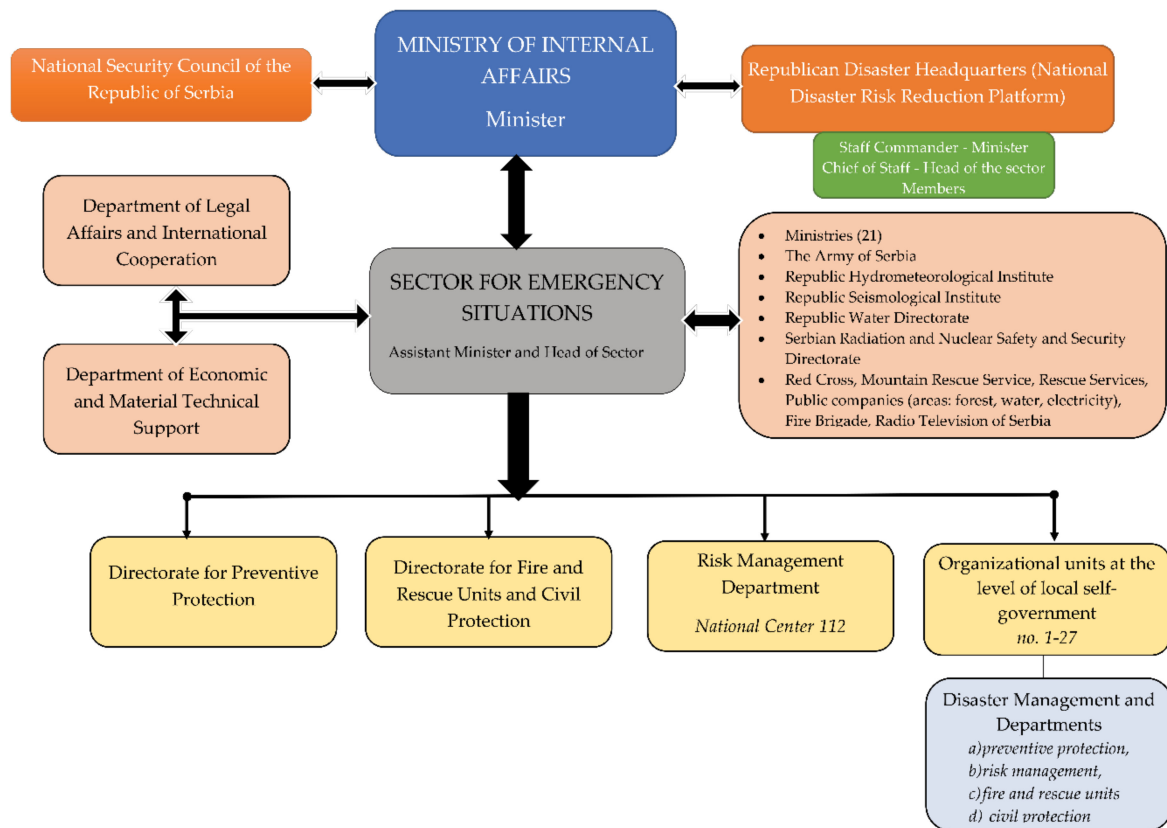 MINISTRY OF INTERNAL
AFFAIRS
Minister
National Security Council of the
Republic of Serbia
Republican Disaster Headquarters (National
Disaster Risk Reduction Platform)
Staff Commander - Minister
Chief of Staff - Head of the sector
Members
Department of Legal
Affairs and International
Cooperation
SECTOR FOR EMERGENCY
SITUATIONS
Assistant Minister and Head of Sector
Department of Economic
and Material Technical
Support
• Ministries (21)
• The Army of Serbia
• Republic Hydrometeorological Institute
• Republic Seismological Institute
• Republic Water Directorate
• Serbian Radiation and Nuclear Safety and Security
Directorate
• Red Cross, Mountain Rescue Service, Rescue Services,
Public companies (areas: forest, water, electricity),
Fire Brigade, Radio Television of Serbia
Directorate for Preventive
Protection
Directorate for Fire and
Rescue Units and Civil
Protection
Risk Management
Department
National Center 112
Organizational units at the
level of local self-
government
no. 1-27
Disaster Management and
Departments
a)preventive protection,
b)risk management,
c)fire and rescue units
d) civil protection